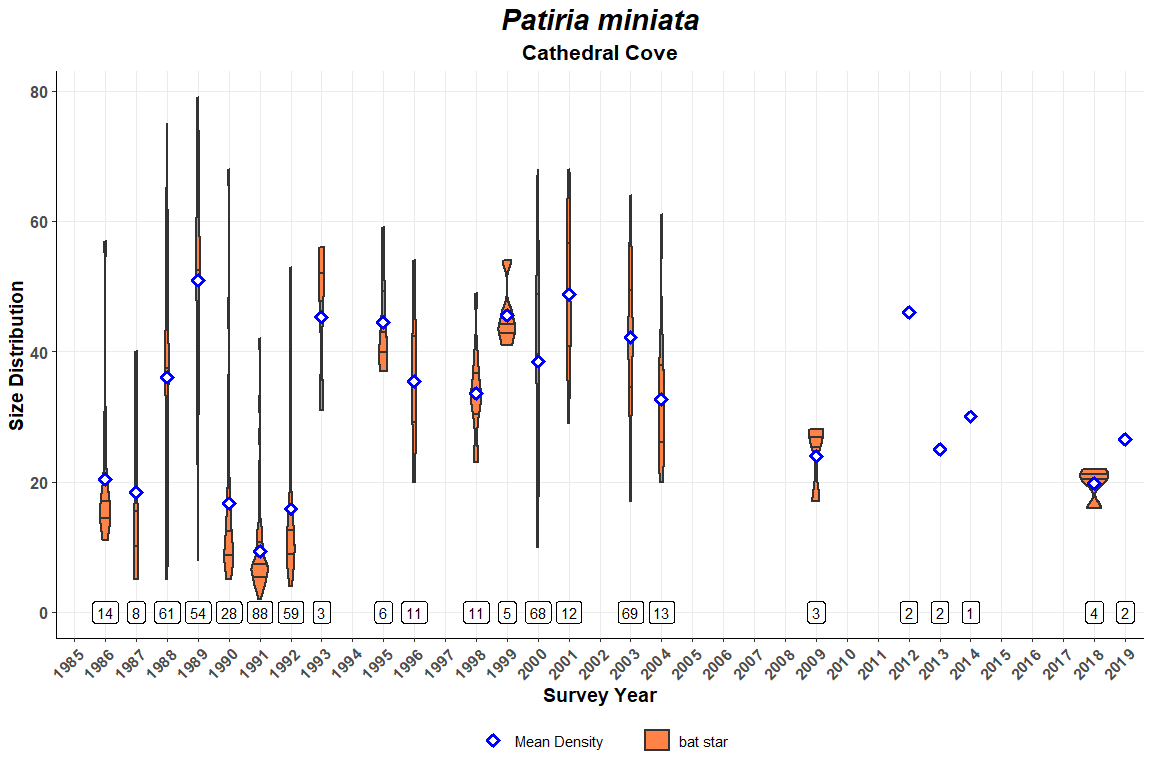 Patiria miniata
Cathedral Cove
Size Distribution
80
60
40
20
0
14 8 61 54 28 88 59 3 6 11 11 5 68 12 69 13 3 2 2 1 4 2
1985 1986 1987 1988 1989 1990 1991 1992 1993 1994 1995 1996 1997 1998 1999 2000 2001 2002 2003 2004 2005 2006 2007 2008 2009 2010 2011 2012 2013 2014 2015 2016 2017 2018 2019
Survey Year
Mean Density bat star